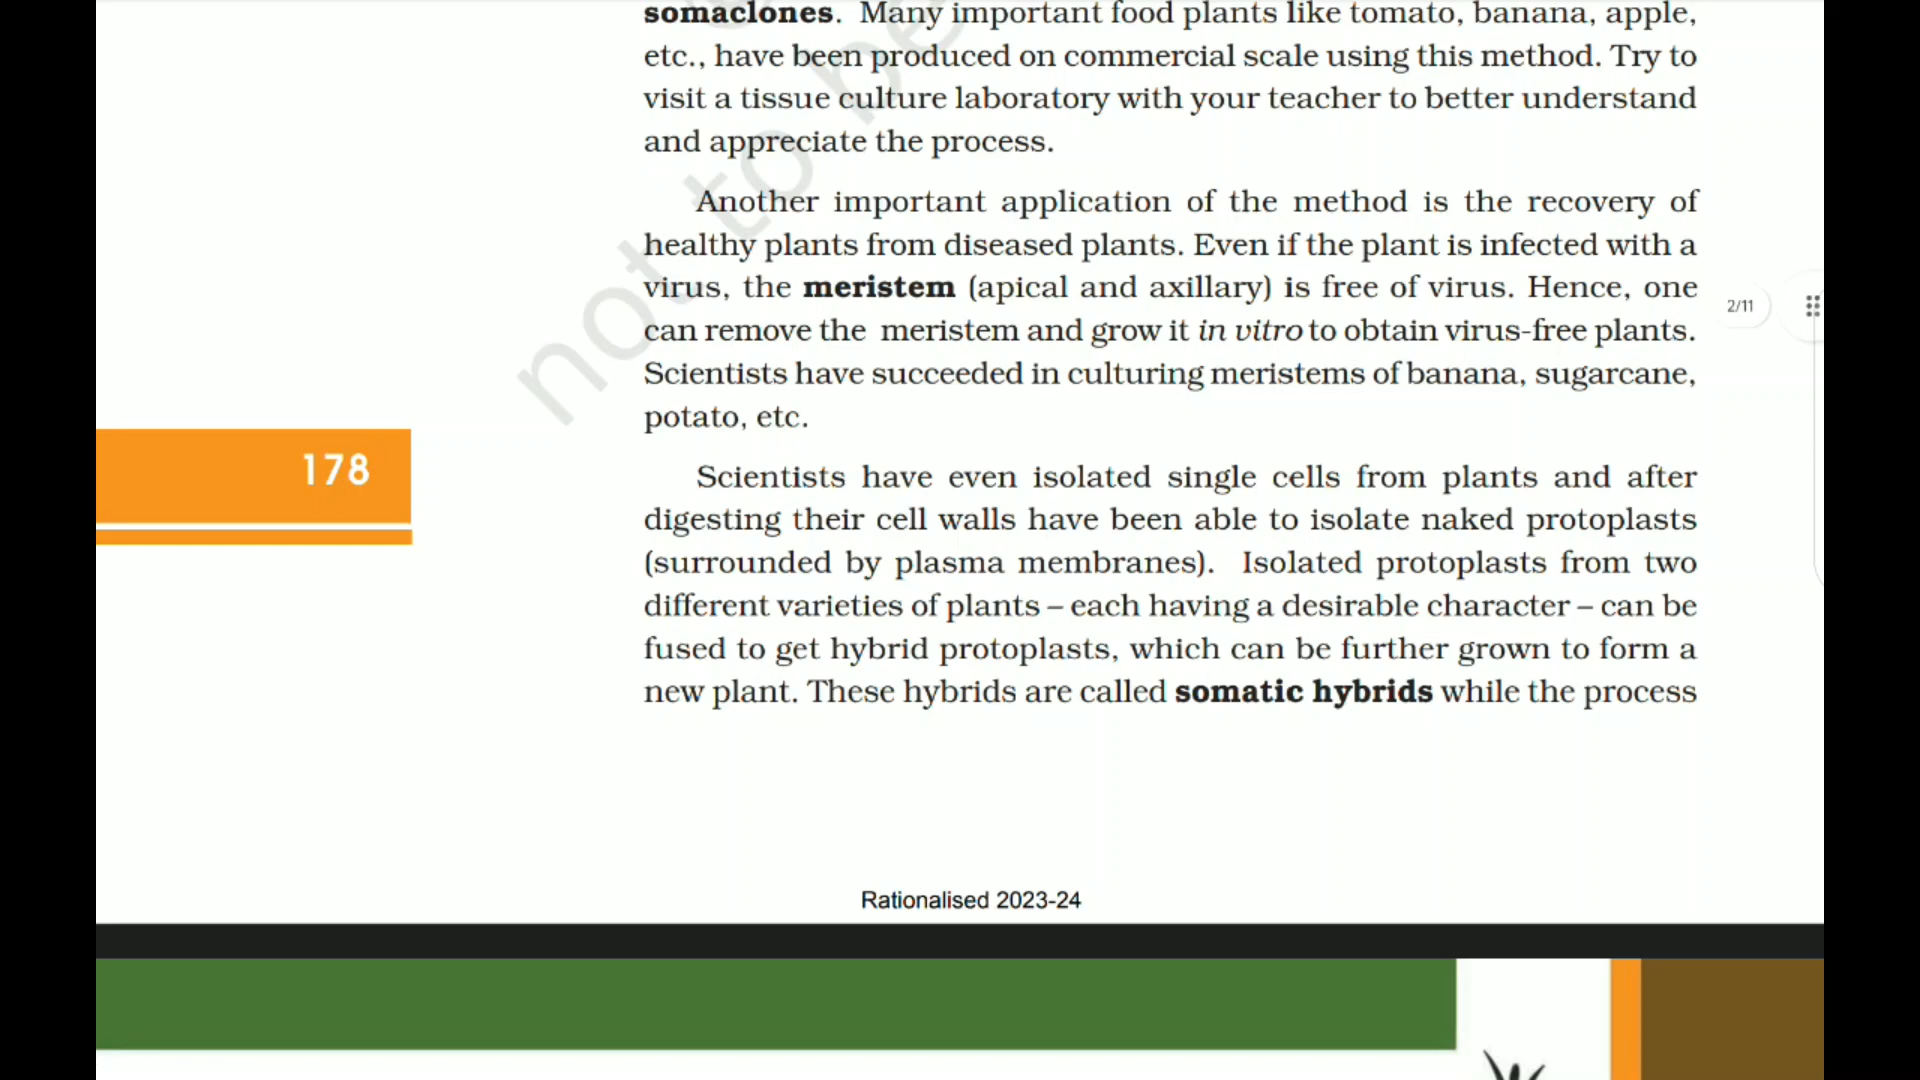 somaclones. Many important food plants like tomato, banana, apple,
etc., have been produced on commercial scale using this method. Try to
visit a tissue culture laboratory with your teacher to better understand
and appreciate the process.
Another important application of the method is the recovery of
healthy plants from diseased plants. Even if the plant is infected with a
virus, the meristem (apical and axillary) is free of virus. Hence, one
can remove the meristem and grow it in vitro to obtain virus-free plants.
Scientists have succeeded in culturing meristems of banana, sugarcane,
potato, etc.
Scientists have even isolated single cells from plants and after
digesting their cell walls have been able to isolate naked protoplasts
(surrounded by plasma membranes). Isolated protoplasts from two
different varieties of plants – each having a desirable character – can be
fused to get hybrid protoplasts, which can be further grown to form a
new plant. These hybrids are called somatic hybrids while the process
not to be
2/11
178
Rationalised 2023-24